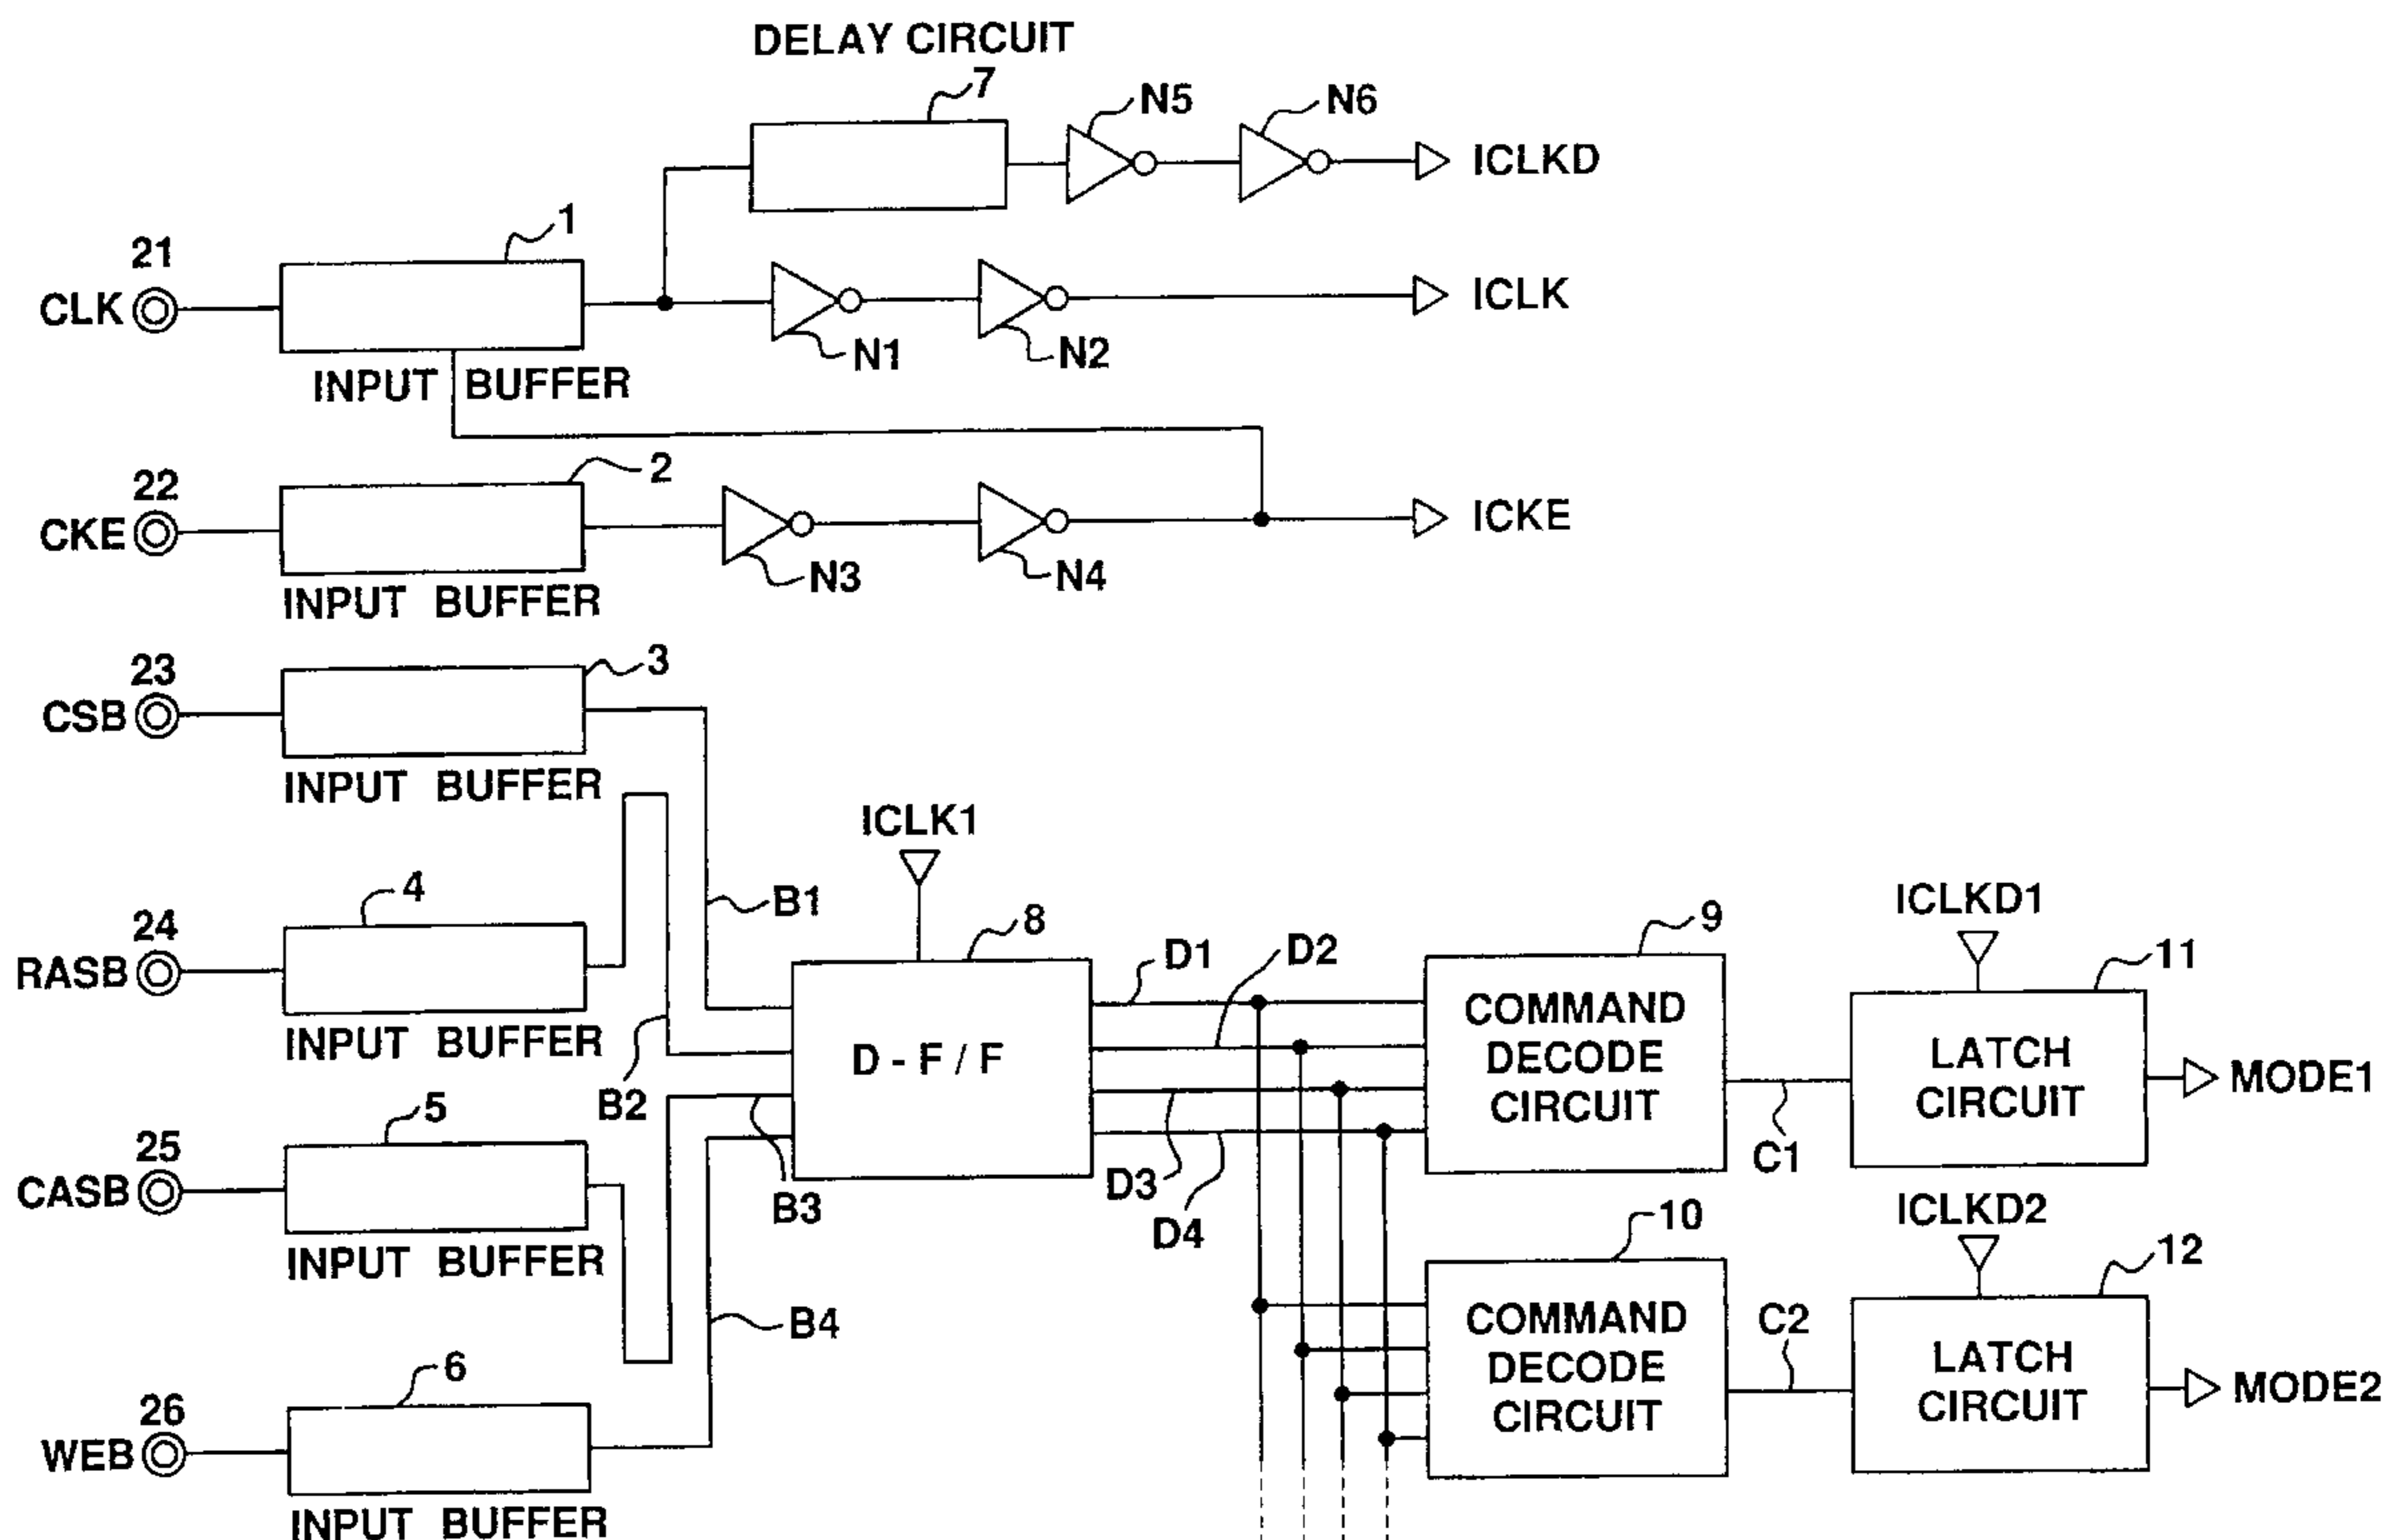 DELAY CIRCUIT
7
N5
N6
ICLKD
1
21
CLK
ICLK
N1
N2
INPUT BUFFER
2
22
CKE
ICKE
N3
N4
INPUT BUFFER
3
23
CSB
INPUT BUFFER
ICLK1
4
B1
ICLKD1
24
8
9
RASB
D1
D2
11
INPUT BUFFER
D - F / F
COMMAND
DECODE
CIRCUIT
LATCH
CIRCUIT
MODE1
B2
5
25
C1
CASB
B3
D3
D4
ICLKD2
INPUT BUFFER
10
12
B4
COMMAND
DECODE
CIRCUIT
C2
LATCH
CIRCUIT
MODE2
6
26
WEB
INPUT BUFFER